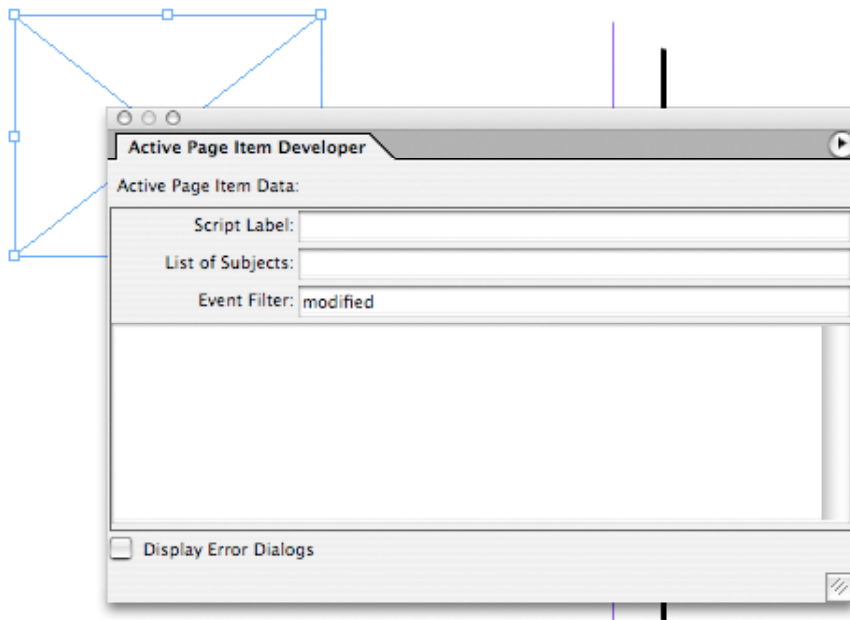 Active Page Item Developer
Active Page Item Data:
Script Label:
List of Subjects:
Event Filter: modified
Display Error Dialogs